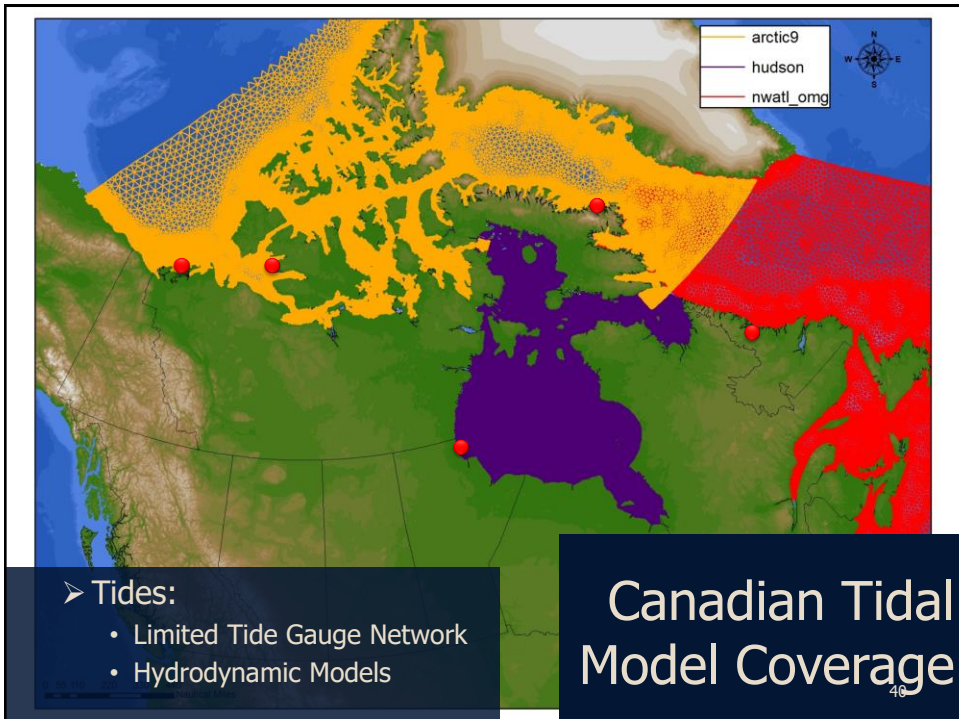 arctic9
hudson
nwatl_omg
N
W E
S
➢ Tides:
• Limited Tide Gauge Network
• Hydrodynamic Models
Canadian Tidal
Model Coverage
40